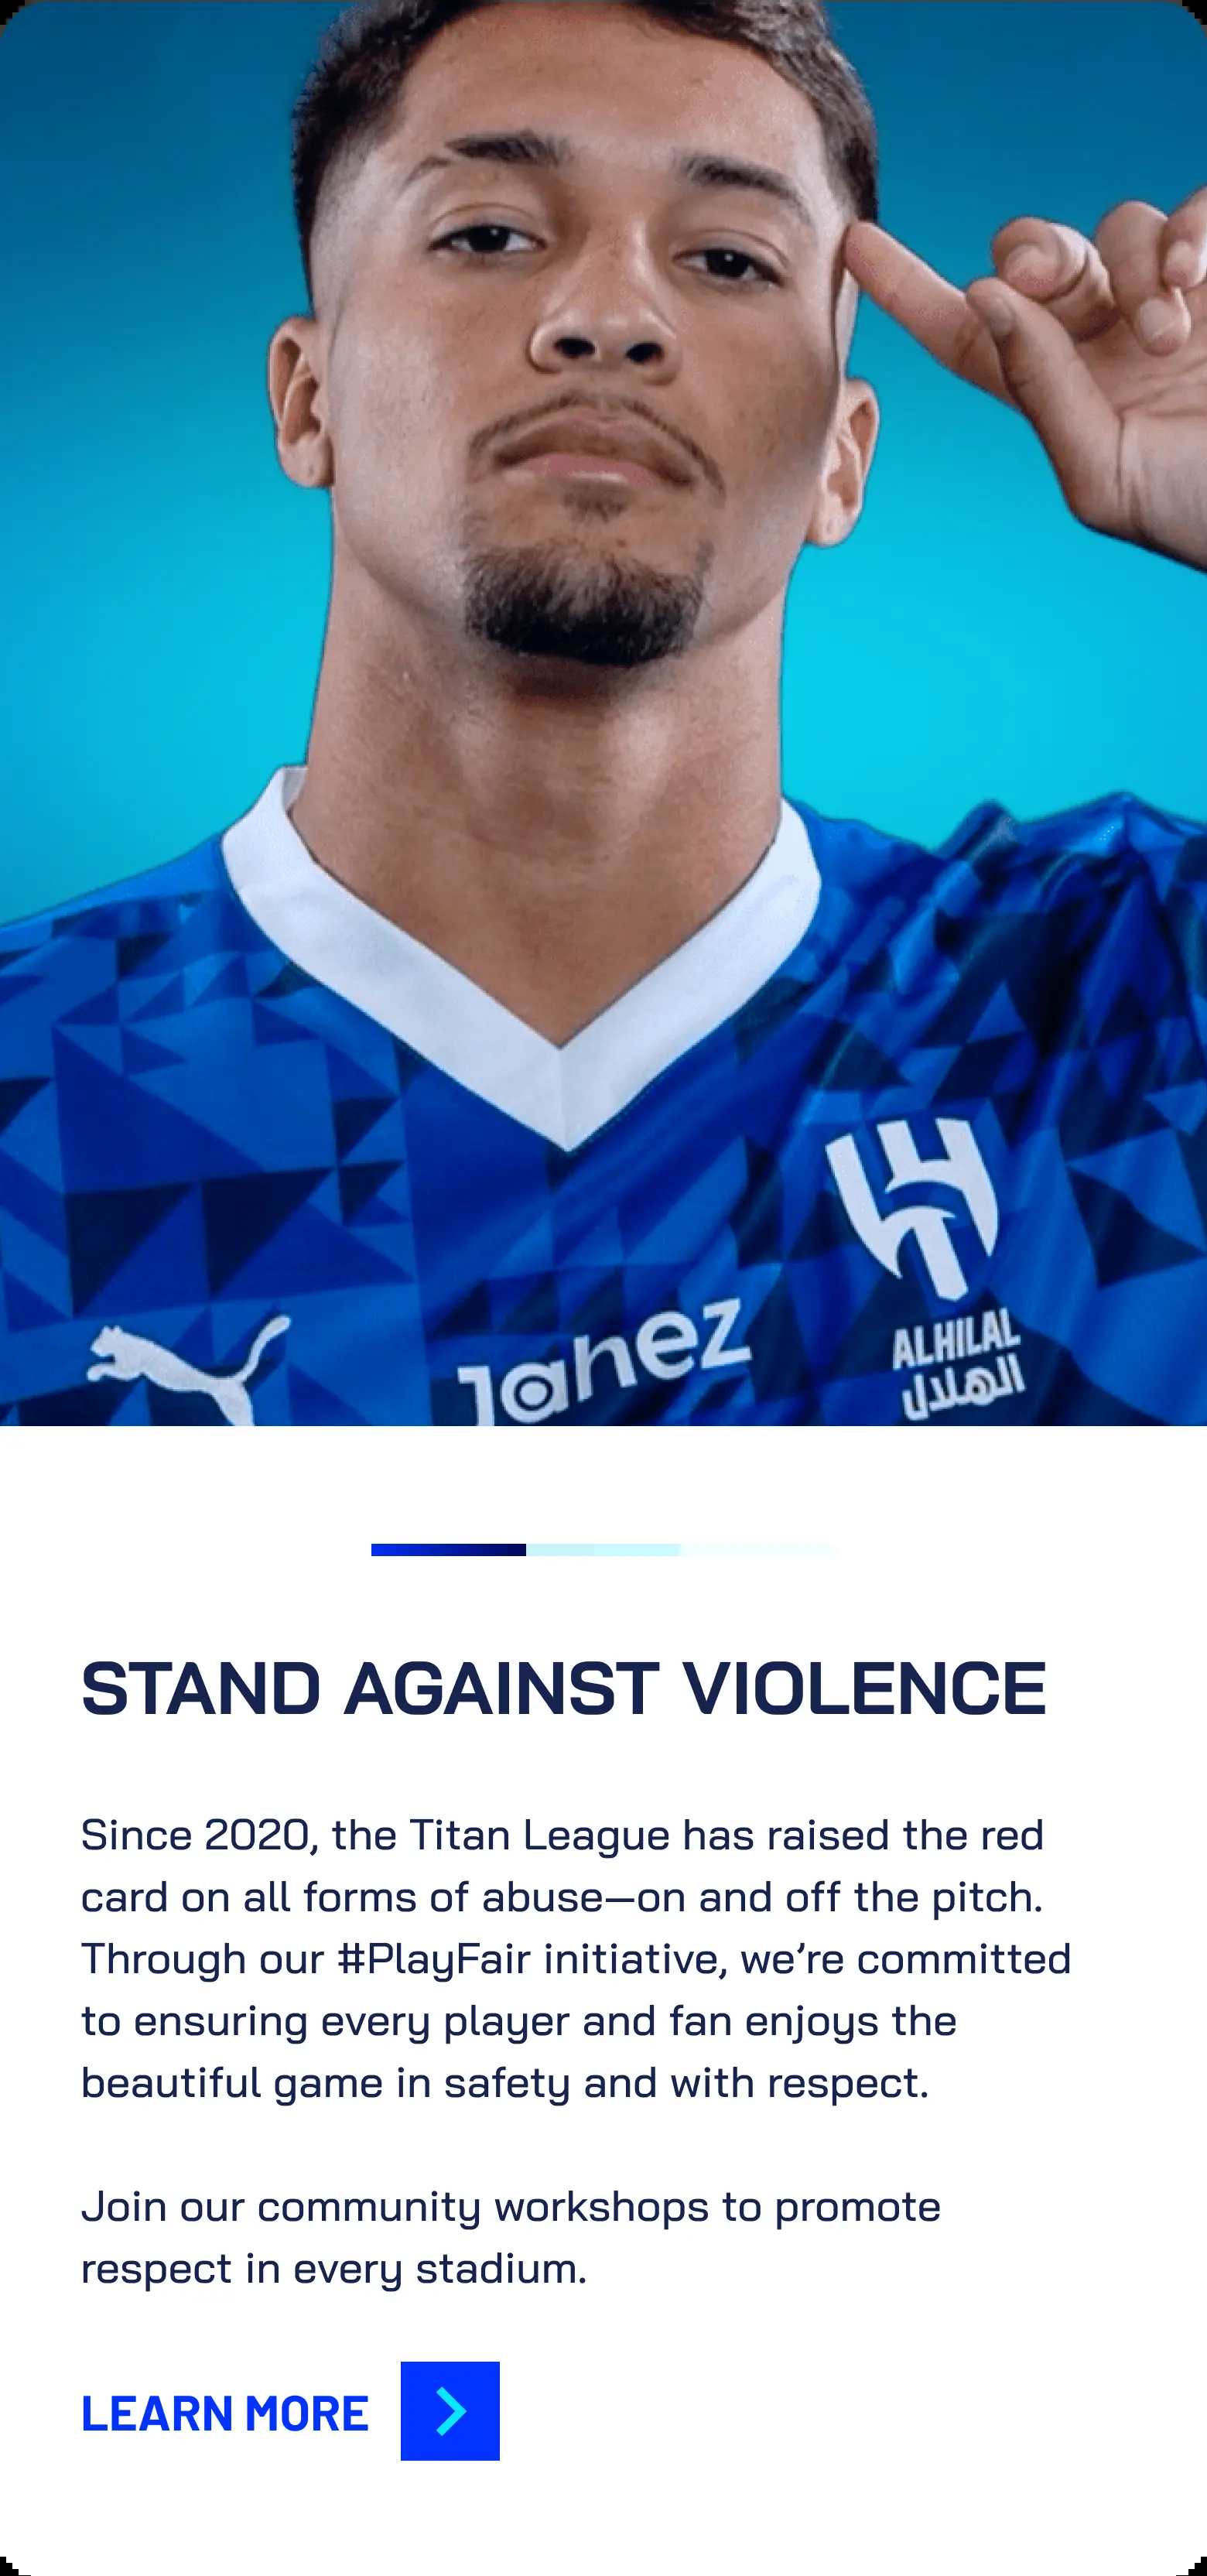 Jahez
ALHILAL
الهلال
STAND AGAINST VIOLENCE
Since 2020, the Titan League has raised the red
card on all forms of abuse—on and off the pitch.
Through our #PlayFair initiative, we’re committed
to ensuring every player and fan enjoys the
beautiful game in safety and with respect.
Join our community workshops to promote
respect in every stadium.
LEARN MORE